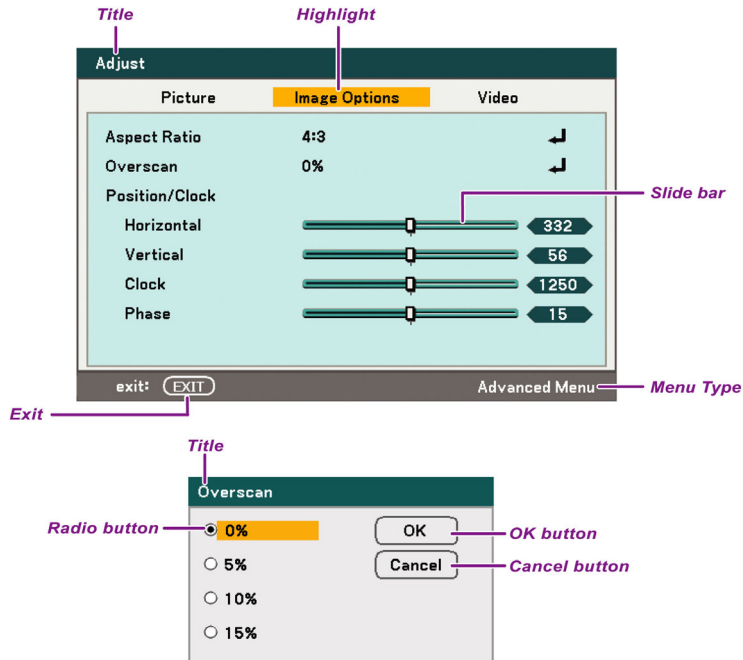 Title Highlight
Adjust
Picture Image Options Video
Aspect Ratio 4:3
Overscan 0%
Position/Clock
Slide bar
Horizontal 332
Vertical 56
Clock 1250
Phase 15
exit: EXIT Advanced Menu
Menu Type
Exit
Title
Overscan
Radio button 0% OK OK button
5% Cancel Cancel button
10%
15%